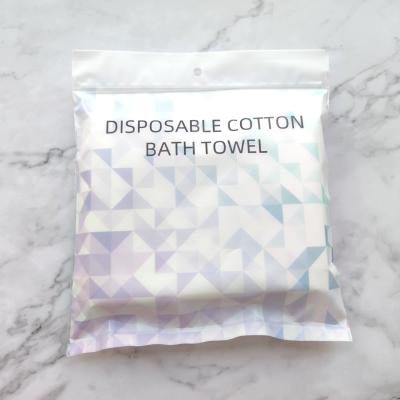 DISPOSABLE COTTON
BATH TOWEL